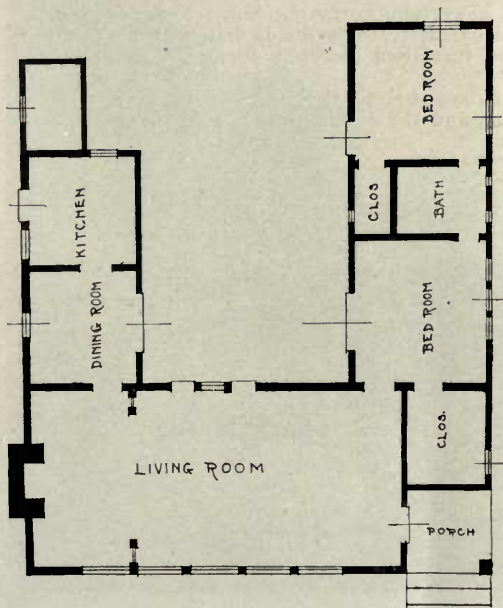 BED ROOM
CLOS
BATH
KITCHEN
DINING ROOM
BED ROOM
CLOS.
LIVING ROOM
PORCH